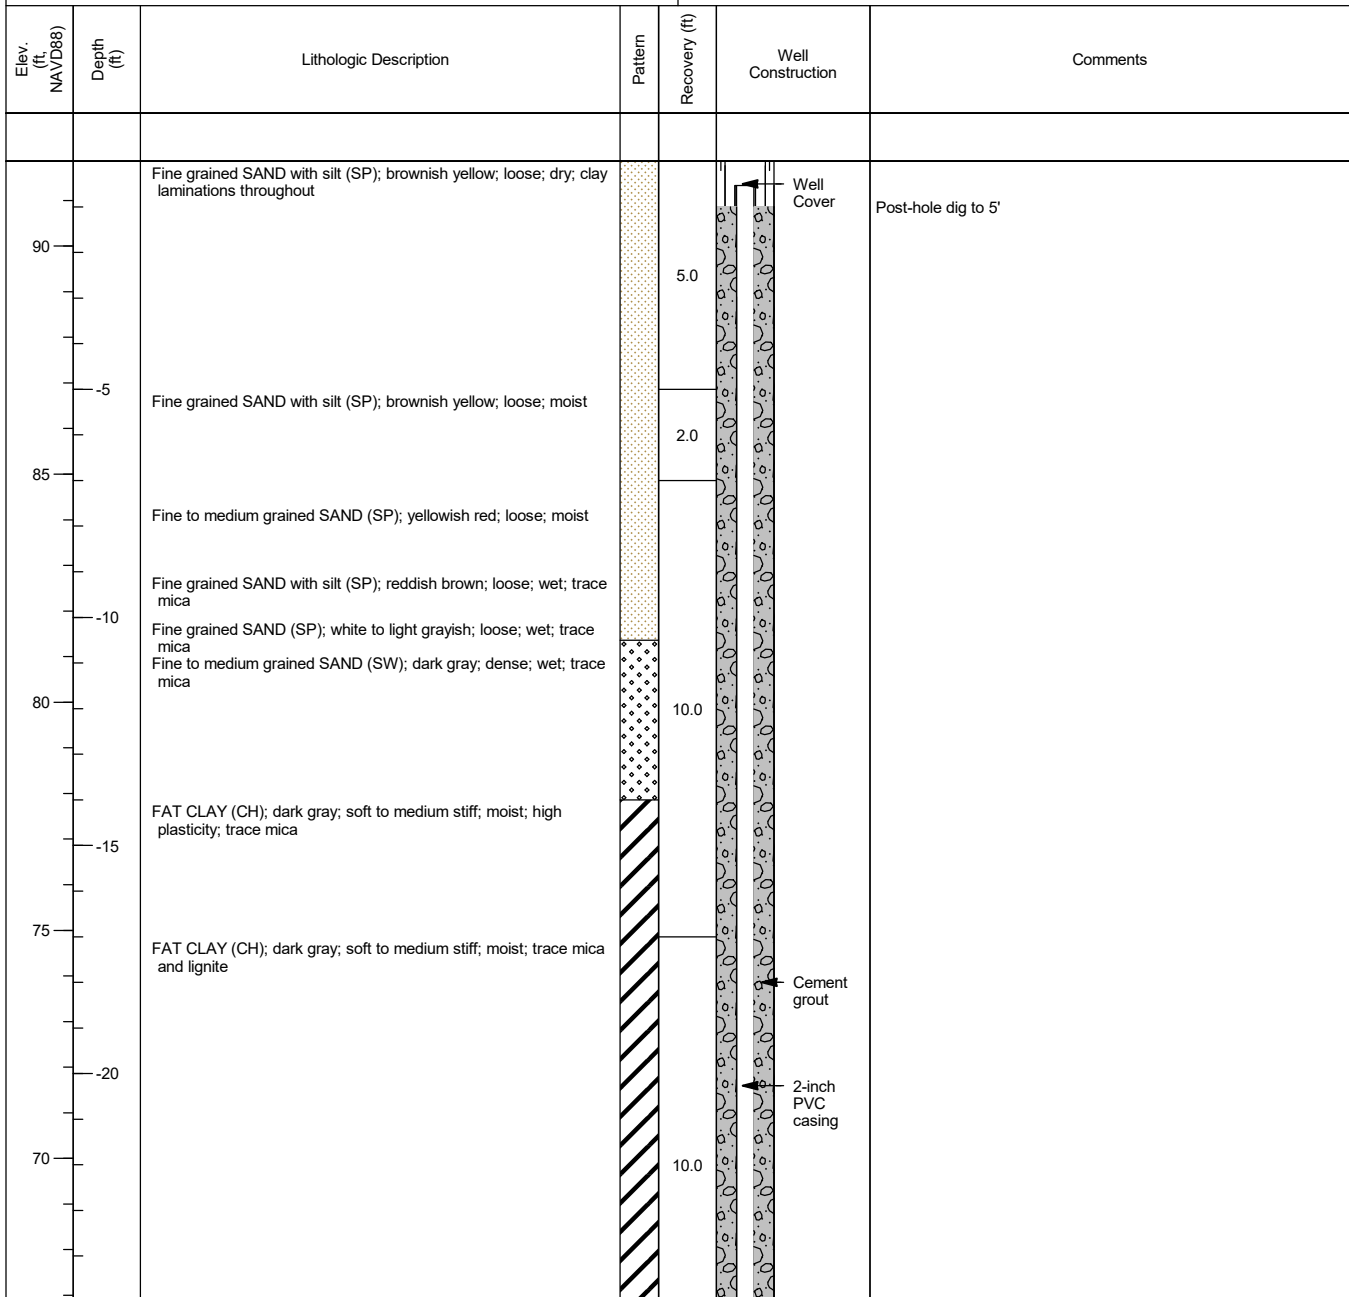 Elev.
(ft,
NAVD88)
Depth
(ft)
Lithologic Description
Pattern
Recovery (ft)
Well
Construction
Comments
Fine grained SAND with silt (SP); brownish yellow; loose; dry; clay
laminations throughout
Well
Cover
Post-hole dig to 5'
90
5.0
-5
Fine grained SAND with silt (SP); brownish yellow; loose; moist
2.0
85
Fine to medium grained SAND (SP); yellowish red; loose; moist
Fine grained SAND with silt (SP); reddish brown; loose; wet; trace
mica
-10
Fine grained SAND (SP); white to light grayish; loose; wet; trace
mica
Fine to medium grained SAND (SW); dark gray; dense; wet; trace
mica
80
10.0
FAT CLAY (CH); dark gray; soft to medium stiff; moist; high
plasticity; trace mica
-15
75
FAT CLAY (CH); dark gray; soft to medium stiff; moist; trace mica
and lignite
Cement
grout
-20
2-inch
PVC
casing
70
10.0